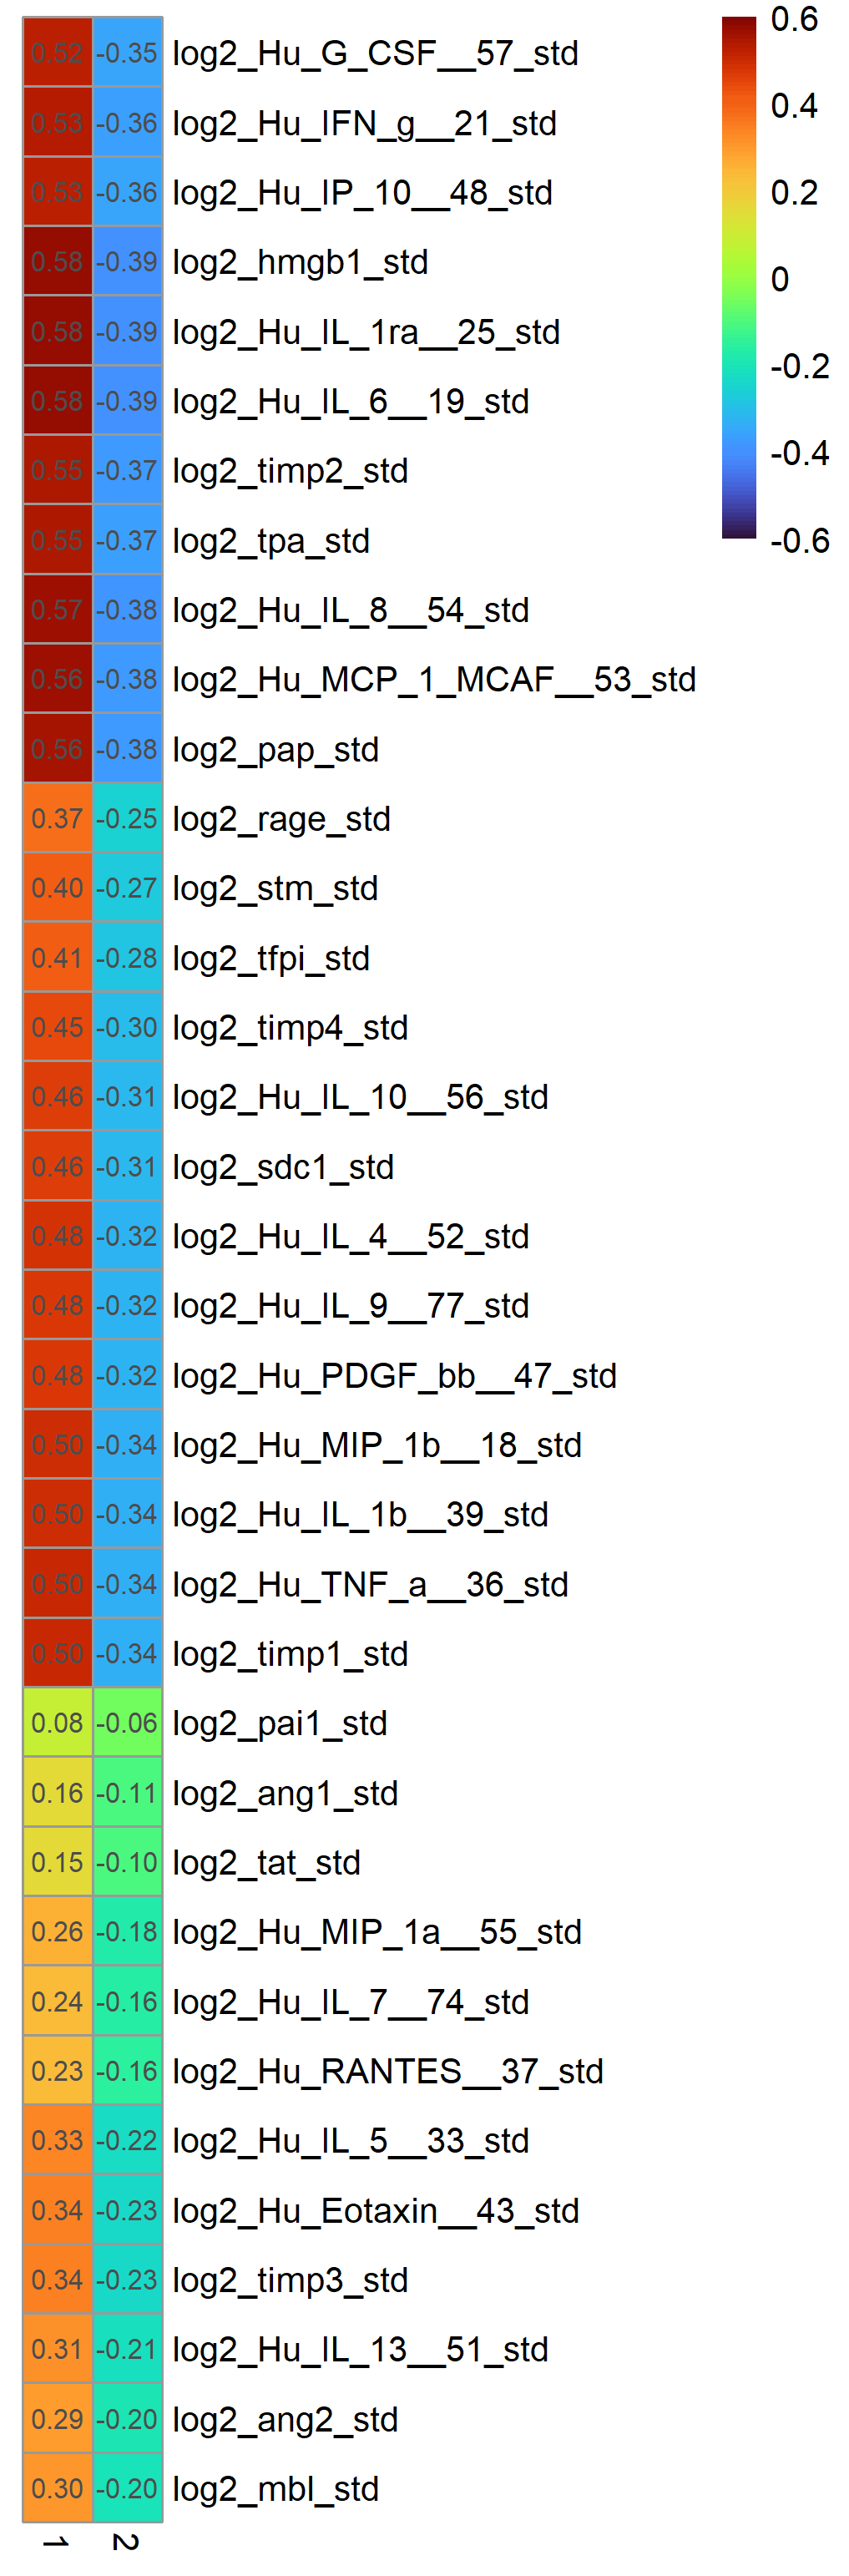 0.52 -0.35 log2_Hu_G_CSF__57_std
0.53 -0.36 log2_Hu_IFN_g__21_std
0.53 -0.36 log2_Hu_IP_10__48_std
0.58 -0.39 log2_hmgb1_std
0.58 -0.39 log2_Hu_IL_1ra__25_std
0.58 -0.39 log2_Hu_IL_6__19_std
0.55 -0.37 log2_timp2_std
0.55 -0.37 log2_tpa_std
0.57 -0.38 log2_Hu_IL_8__54_std
0.56 -0.38 log2_Hu_MCP_1_MCAF__53_std
0.56 -0.38 log2_pap_std
0.37 -0.25 log2_rage_std
0.40 -0.27 log2_stm_std
0.41 -0.28 log2_tfpi_std
0.45 -0.30 log2_timp4_std
0.46 -0.31 log2_Hu_IL_10__56_std
0.46 -0.31 log2_sdc1_std
0.48 -0.32 log2_Hu_IL_4__52_std
0.48 -0.32 log2_Hu_IL_9__77_std
0.48 -0.32 log2_Hu_PDGF_bb__47_std
0.50 -0.34 log2_Hu_MIP_1b__18_std
0.50 -0.34 log2_Hu_IL_1b__39_std
0.50 -0.34 log2_Hu_TNF_a__36_std
0.50 -0.34 log2_timp1_std
0.08 -0.06 log2_pai1_std
0.16 -0.11 log2_ang1_std
0.15 -0.10 log2_tat_std
0.26 -0.18 log2_Hu_MIP_1a__55_std
0.24 -0.16 log2_Hu_IL_7__74_std
0.23 -0.16 log2_Hu_RANTES__37_std
0.33 -0.22 log2_Hu_IL_5__33_std
0.34 -0.23 log2_Hu_Eotaxin__43_std
0.34 -0.23 log2_timp3_std
0.31 -0.21 log2_Hu_IL_13__51_std
0.29 -0.20 log2_ang2_std
0.30 -0.20 log2_mbl_std
1 2
0.6
0.4
0.2
0
-0.2
-0.4
-0.6